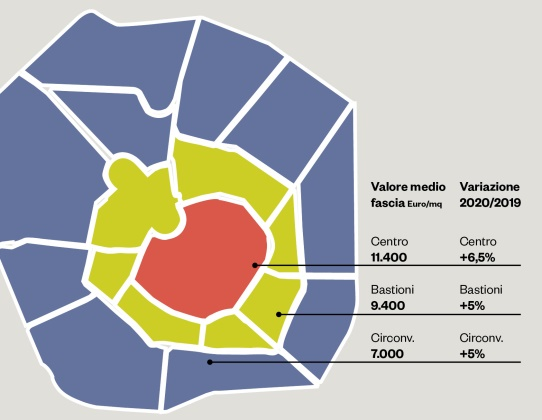 Valore medio Variazione
fascia Euro/mq 2020/2019
Centro Centro
11.400 +6,5%
Bastioni Bastioni
9.400 +5%
Circonv. Circonv.
7.000 +5%